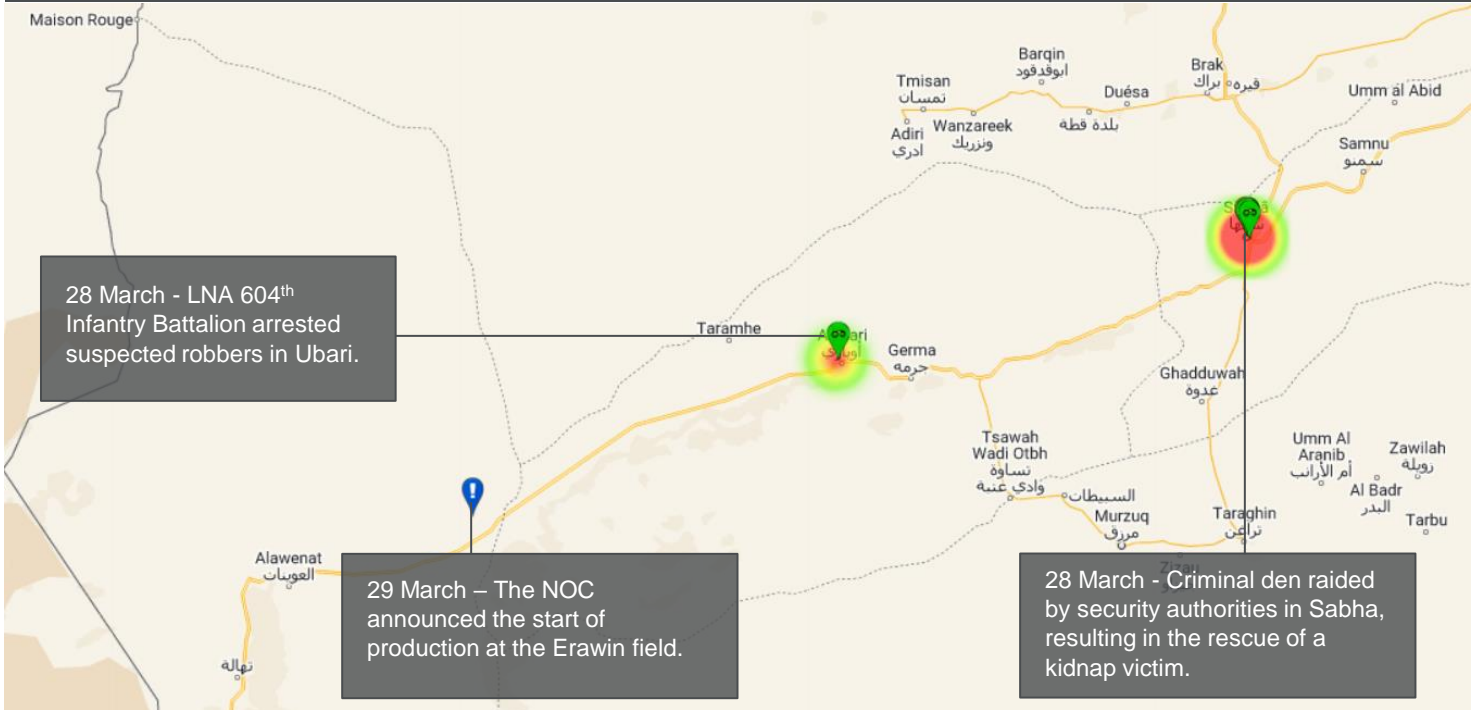 Maison Rouge
Barqin
ابوقدقود
Tmisan
تمسان
Duésa
Brak
براك
قيره
Umm al Abid
Adiri
ادري
Wanzareek
ونزريك
بلدة قطة
Samnu
سمنو
28 March - LNA 604th
Infantry Battalion arrested
suspected robbers in Ubari.
Taramhe
Germa
جرمه
Ghadduwah
غدوة
Tsawah
Wadi Otbh
تساوة
وادي عتبة
السبيطات
Murzuq
مرزق
Umm Al
Aranib
أم الأرانب
Zawilah
زويلة
Al Badr
البدر
Taraghin
تراغن
Tarbu
Alawenat
العوينات
تهالة
29 March – The NOC
announced the start of
production at the Erawin field.
28 March - Criminal den raided
by security authorities in Sabha,
resulting in the rescue of a
kidnap victim.